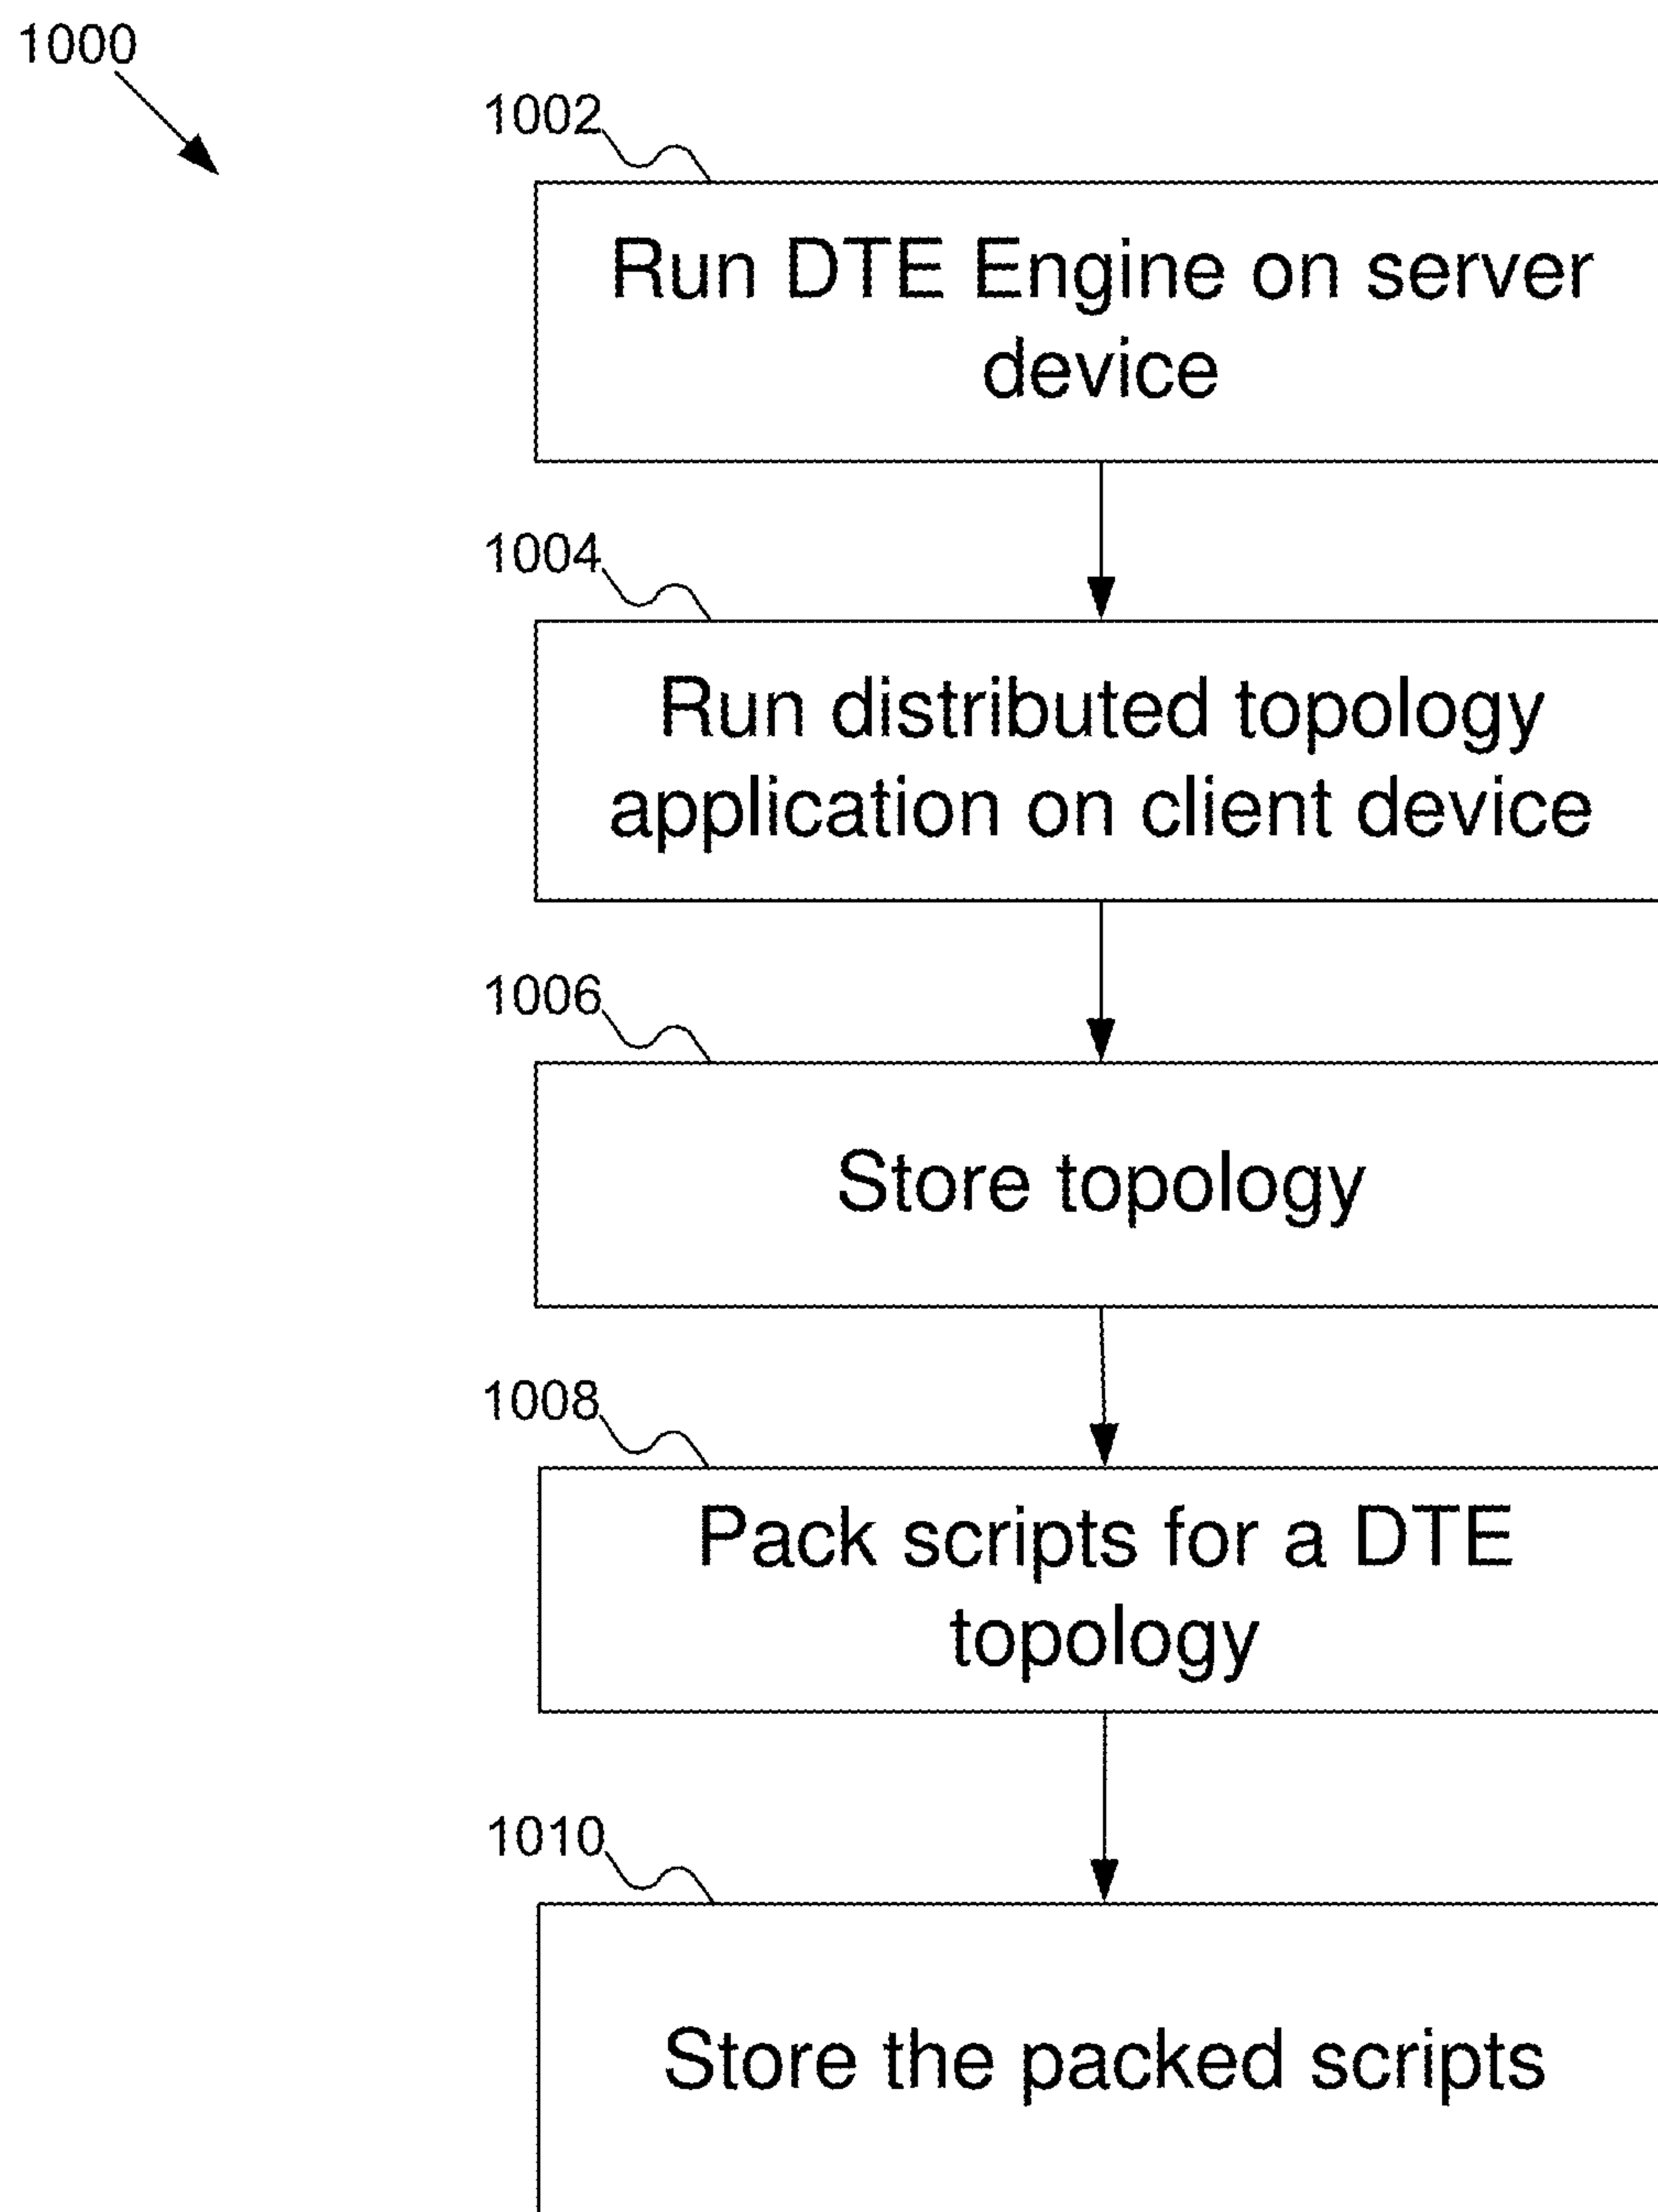 1000
1002
Run DTE Engine on server
device
1004
Run distributed topology
application on client device
1006
Store topology
1008
Pack scripts for a DTE
topology
1010
Store the packed scripts